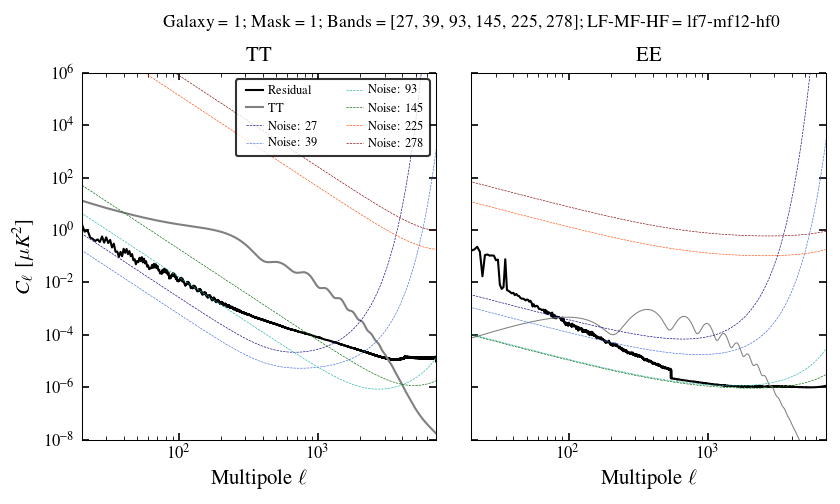 Galaxy = 1; Mask = 1; Bands = [27, 39, 93, 145, 225, 278]; LF-MF-HF = lf7-mf12-hf0
TT
EE
Residual
TT
Noise: 27
Noise: 39
Noise: 93
Noise: 145
Noise: 225
Noise: 278
10^6
10^4
10^2
10^0
10^−2
10^−4
10^−6
10^−8
C_ℓ [μK^2]
10^2
10^3
10^2
10^3
Multipole ℓ
Multipole ℓ